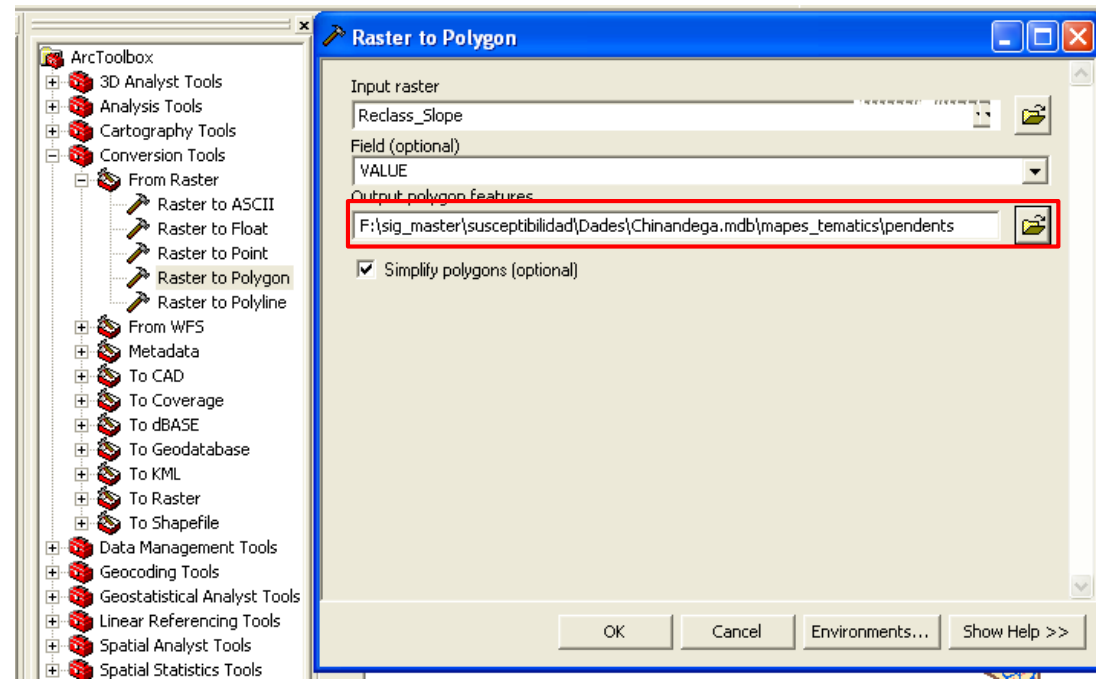 ArcToolbox
3D Analyst Tools
Analysis Tools
Cartography Tools
Conversion Tools
From Raster
Raster to ASCII
Raster to Float
Raster to Point
Raster to Polygon
Raster to Polyline
From WFS
Metadata
To CAD
To Coverage
To dBASE
To Geodatabase
To KML
To Raster
To Shapefile
Data Management Tools
Geocoding Tools
Geostatistical Analyst Tools
Linear Referencing Tools
Spatial Analyst Tools
Spatial Statistics Tools
Raster to Polygon
Input raster
Reclass_Slope
Field (optional)
VALUE
Output polygon features
F:\sig_master\susceptibilidad\Dades\Chinandega.mdb\mapes_tematics\pendents
Simplify polygons (optional)
OK Cancel Environments... Show Help >>